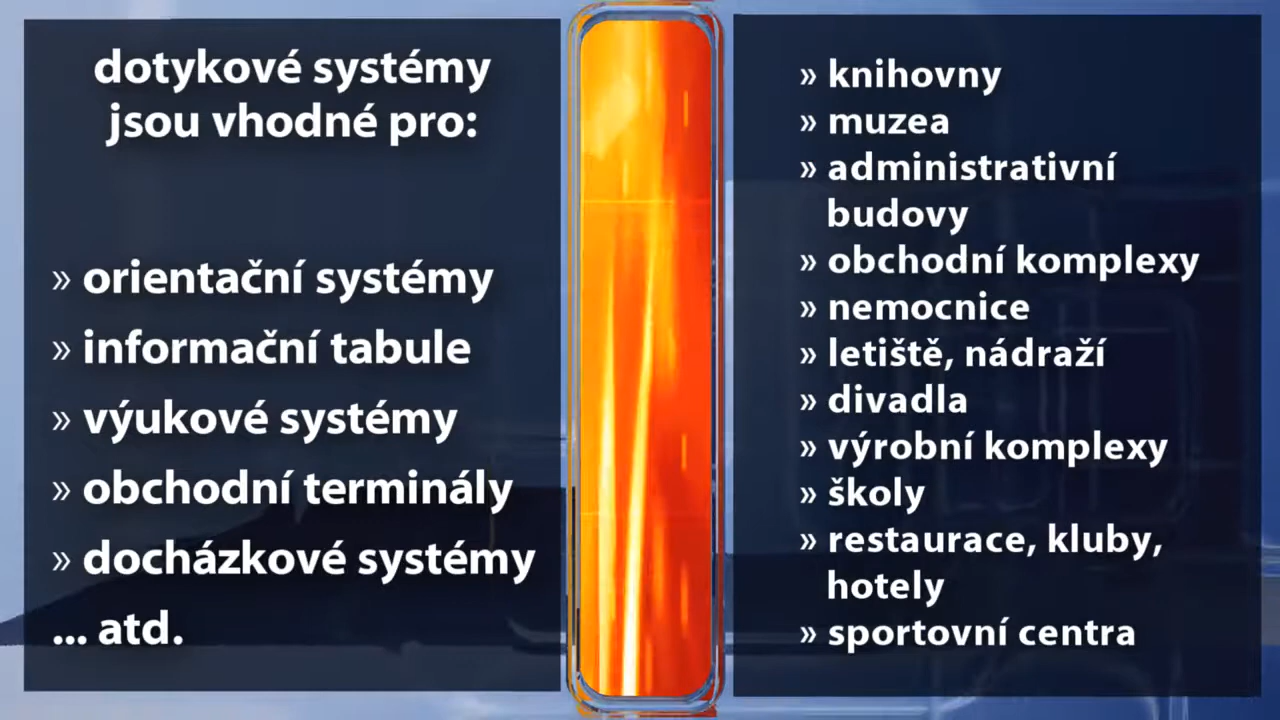 dotykové systémy
jsou vhodné pro:
» orientační systémy
» informační tabule
» výukové systémy
» obchodní terminály
» docházkové systémy
... atd.
» knihovny
» muzea
» administrativní
budovy
» obchodní komplexy
» nemocnice
» letiště, nádraží
» divadla
» výrobní komplexy
» školy
» restaurace, kluby,
hotely
» sportovní centra